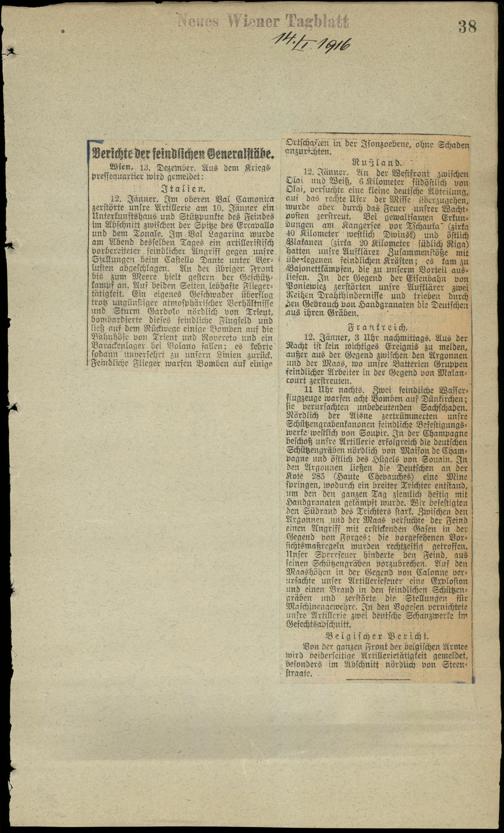 Neues Wiener Tagblatt
38
14./I 1916
Berichte der feindlichen Generalstäbe.
Wien, 13. Dezember. Aus dem Kriegs-
pressequartier wird gemeldet:
Italien.
12. Jänner. Im oberen Val Camonica
zerstörte unsre Artillerie am 10. Jänner ein
Unterkunftshaus und Stützpunkte des Feindes
im Abschnitt zwischen der Spitze des Ercavallo
und dem Tonale. Im Val Lagarina wurde
am Abend desselben Tages ein artilleristisch
vorbereiteter feindlicher Angriff gegen unsre
Stellungen beim Castello Dante unter Ver-
lusten abgeschlagen. An der übrigen Front
bis zum Meere hielt gestern der Geschütz-
kampf an. Auf beiden Seiten lebhafte Flieger-
tätigkeit. Ein eigenes Geschwader überflog
trotz ungünstiger atmosphärischer Verhältnisse
und Sturm Gardolo nördlich von Trient,
bombardierte dieses feindliche Flugfeld und
ließ auf dem Rückwege einige Bomben auf die
Bahnhöfe von Trient und Rovereto und ein
Barackenlager bei Volano fallen; es kehrte
sodann unversehrt zu unsern Linien zurück.
Feindliche Flieger warfen Bomben auf einige
Ortschaften in der Isonzoebene, ohne Schaden
anzurichten.
Rußland.
12. Jänner. An der Westfront zwischen
Olai und Weiß, 6 Kilometer südöstlich von
Olai, versuchte eine kleine deutsche Abteilung,
auf das rechte Ufer der Misse überzugehen,
wurde aber durch das Feuer unsrer Wacht-
posten zerstreut. Bei gewaltsamen Erkun-
dungen am Kangersee vor Tschauta (zirka
40 Kilometer westlich Dwinsk) und östlich
Plakanen (zirka 20 Kilometer südlich Riga)
hatten unsre Aufklärer Zusammenstöße mit
überlegenen feindlichen Kräften; es kam zu
Bajonettkämpfen, die zu unserm Vorteil aus-
liefen. In der Gegend der Eisenbahn von
Poniewiez zerstörten unsre Aufklärer zwei
Reihen Drahthindernisse und trieben durch
den Gebrauch von Handgranaten die Deutschen
aus ihren Gräben.
Frankreich.
12. Jänner, 3 Uhr nachmittags. Aus der
Nacht ist kein wichtiges Ereignis zu melden,
außer aus der Gegend zwischen den Argonnen
und der Maas, wo unsre Batterien Gruppen
feindlicher Arbeiter in der Gegend von Malan-
court zerstreuten.
11 Uhr nachts. Zwei feindliche Wasser-
flugzeuge warfen acht Bomben auf Dünkirchen;
sie verursachten unbedeutenden Sachschaden.
Nördlich der Aisne zertrümmerten unsre
Schützengrabenkanonen feindliche Befestigungs-
werke westlich von Soupir. In der Champagne
beschoß unsre Artillerie erfolgreich die deutschen
Schützengräben nördlich von Maison de Cham-
pagne und östlich des Hügels von Souain. In
den Argonnen ließen die Deutschen an der
Kote 285 (Haute Chevauchee) eine Mine
springen, wodurch ein breiter Trichter entstand,
um den den ganzen Tag ziemlich heftig mit
Handgranaten gekämpft wurde. Wir befestigten
den Südrand des Trichters stark. Zwischen den
Argonnen und der Maas versuchte der Feind
einen Angriff mit erstickenden Gasen in der
Gegend von Forges; die vorgesehenen Vor-
sichtsmaßregeln wurden rechtzeitig getroffen.
Unser Sperrfeuer hinderte den Feind, aus
seinen Schützengräben vorzubrechen. Auf den
Maashöhen in der Gegend von Calonne ver-
ursachte unser Artilleriefeuer eine Explosion
und einen Brand in den feindlichen Schützen-
gräben und zerstörte die Stellungen für
Maschinengewehre. In den Vogesen vernichtete
unsre Artillerie zwei deutsche Schanzwerke im
Gefechtsabschnitt.
Belgischer Bericht.
Von der ganzen Front der belgischen Armee
wird beiderseitige Artillerietätigkeit gemeldet,
besonders im Abschnitt nördlich von Steen-
straate.